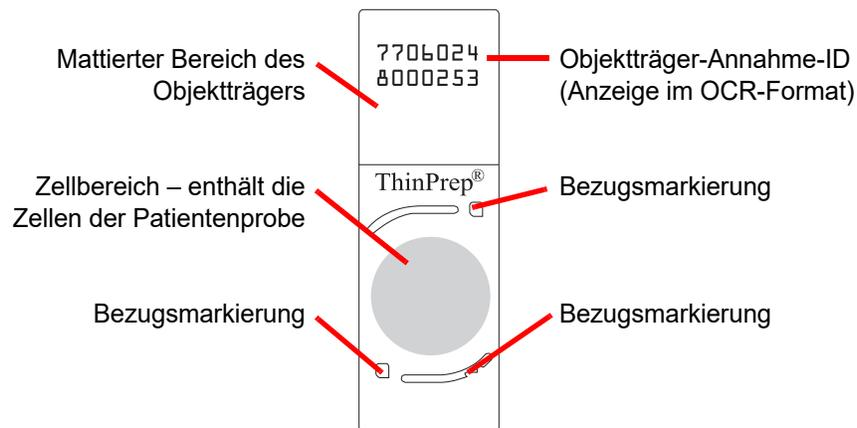 Mattierter Bereich des
Objektträgers
7706024
8000253
Objektträger-Annahme-ID
(Anzeige im OCR-Format)
ThinPrep®
Zellbereich – enthält die
Zellen der Patientenprobe
Bezugsmarkierung
Bezugsmarkierung
Bezugsmarkierung